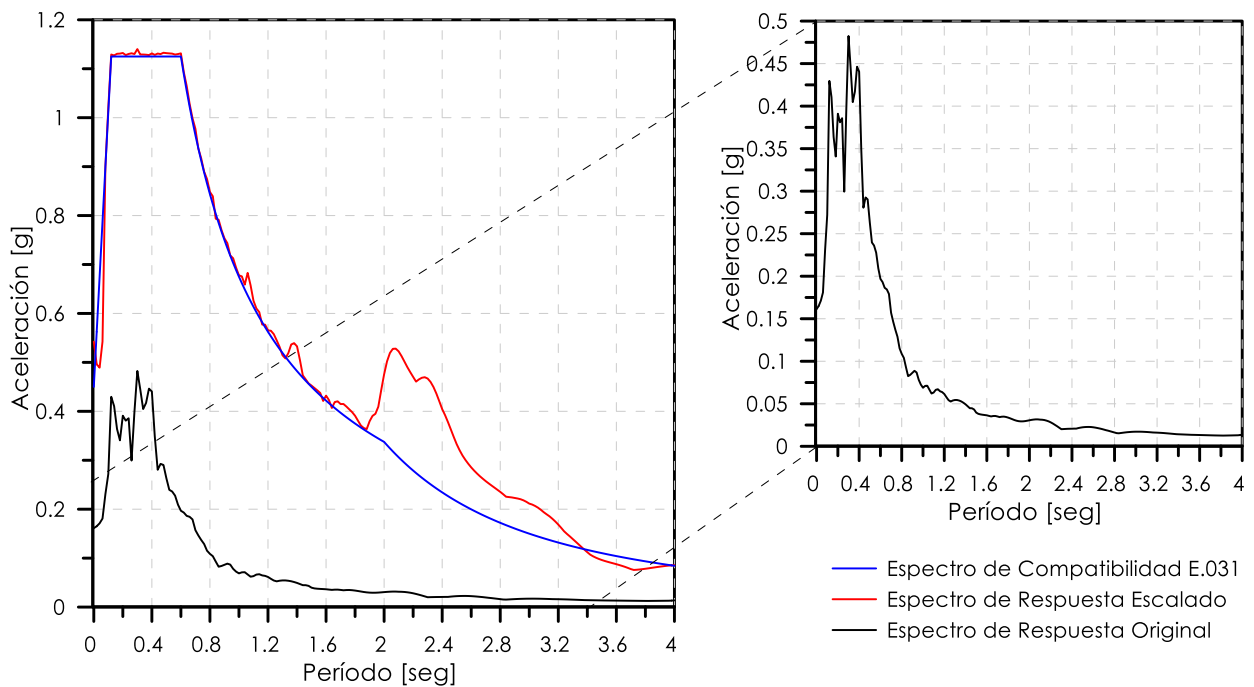 1.2
1
0.8
0.6
0.4
0.2
0
Aceleración [g]
0 0.4 0.8 1.2 1.6 2 2.4 2.8 3.2 3.6 4
Período [seg]
0.5
0.45
0.4
0.35
0.3
0.25
0.2
0.15
0.1
0.05
0
Aceleración [g]
0 0.4 0.8 1.2 1.6 2 2.4 2.8 3.2 3.6 4
Período [seg]
Espectro de Compatibilidad E.031
Espectro de Respuesta Escalado
Espectro de Respuesta Original